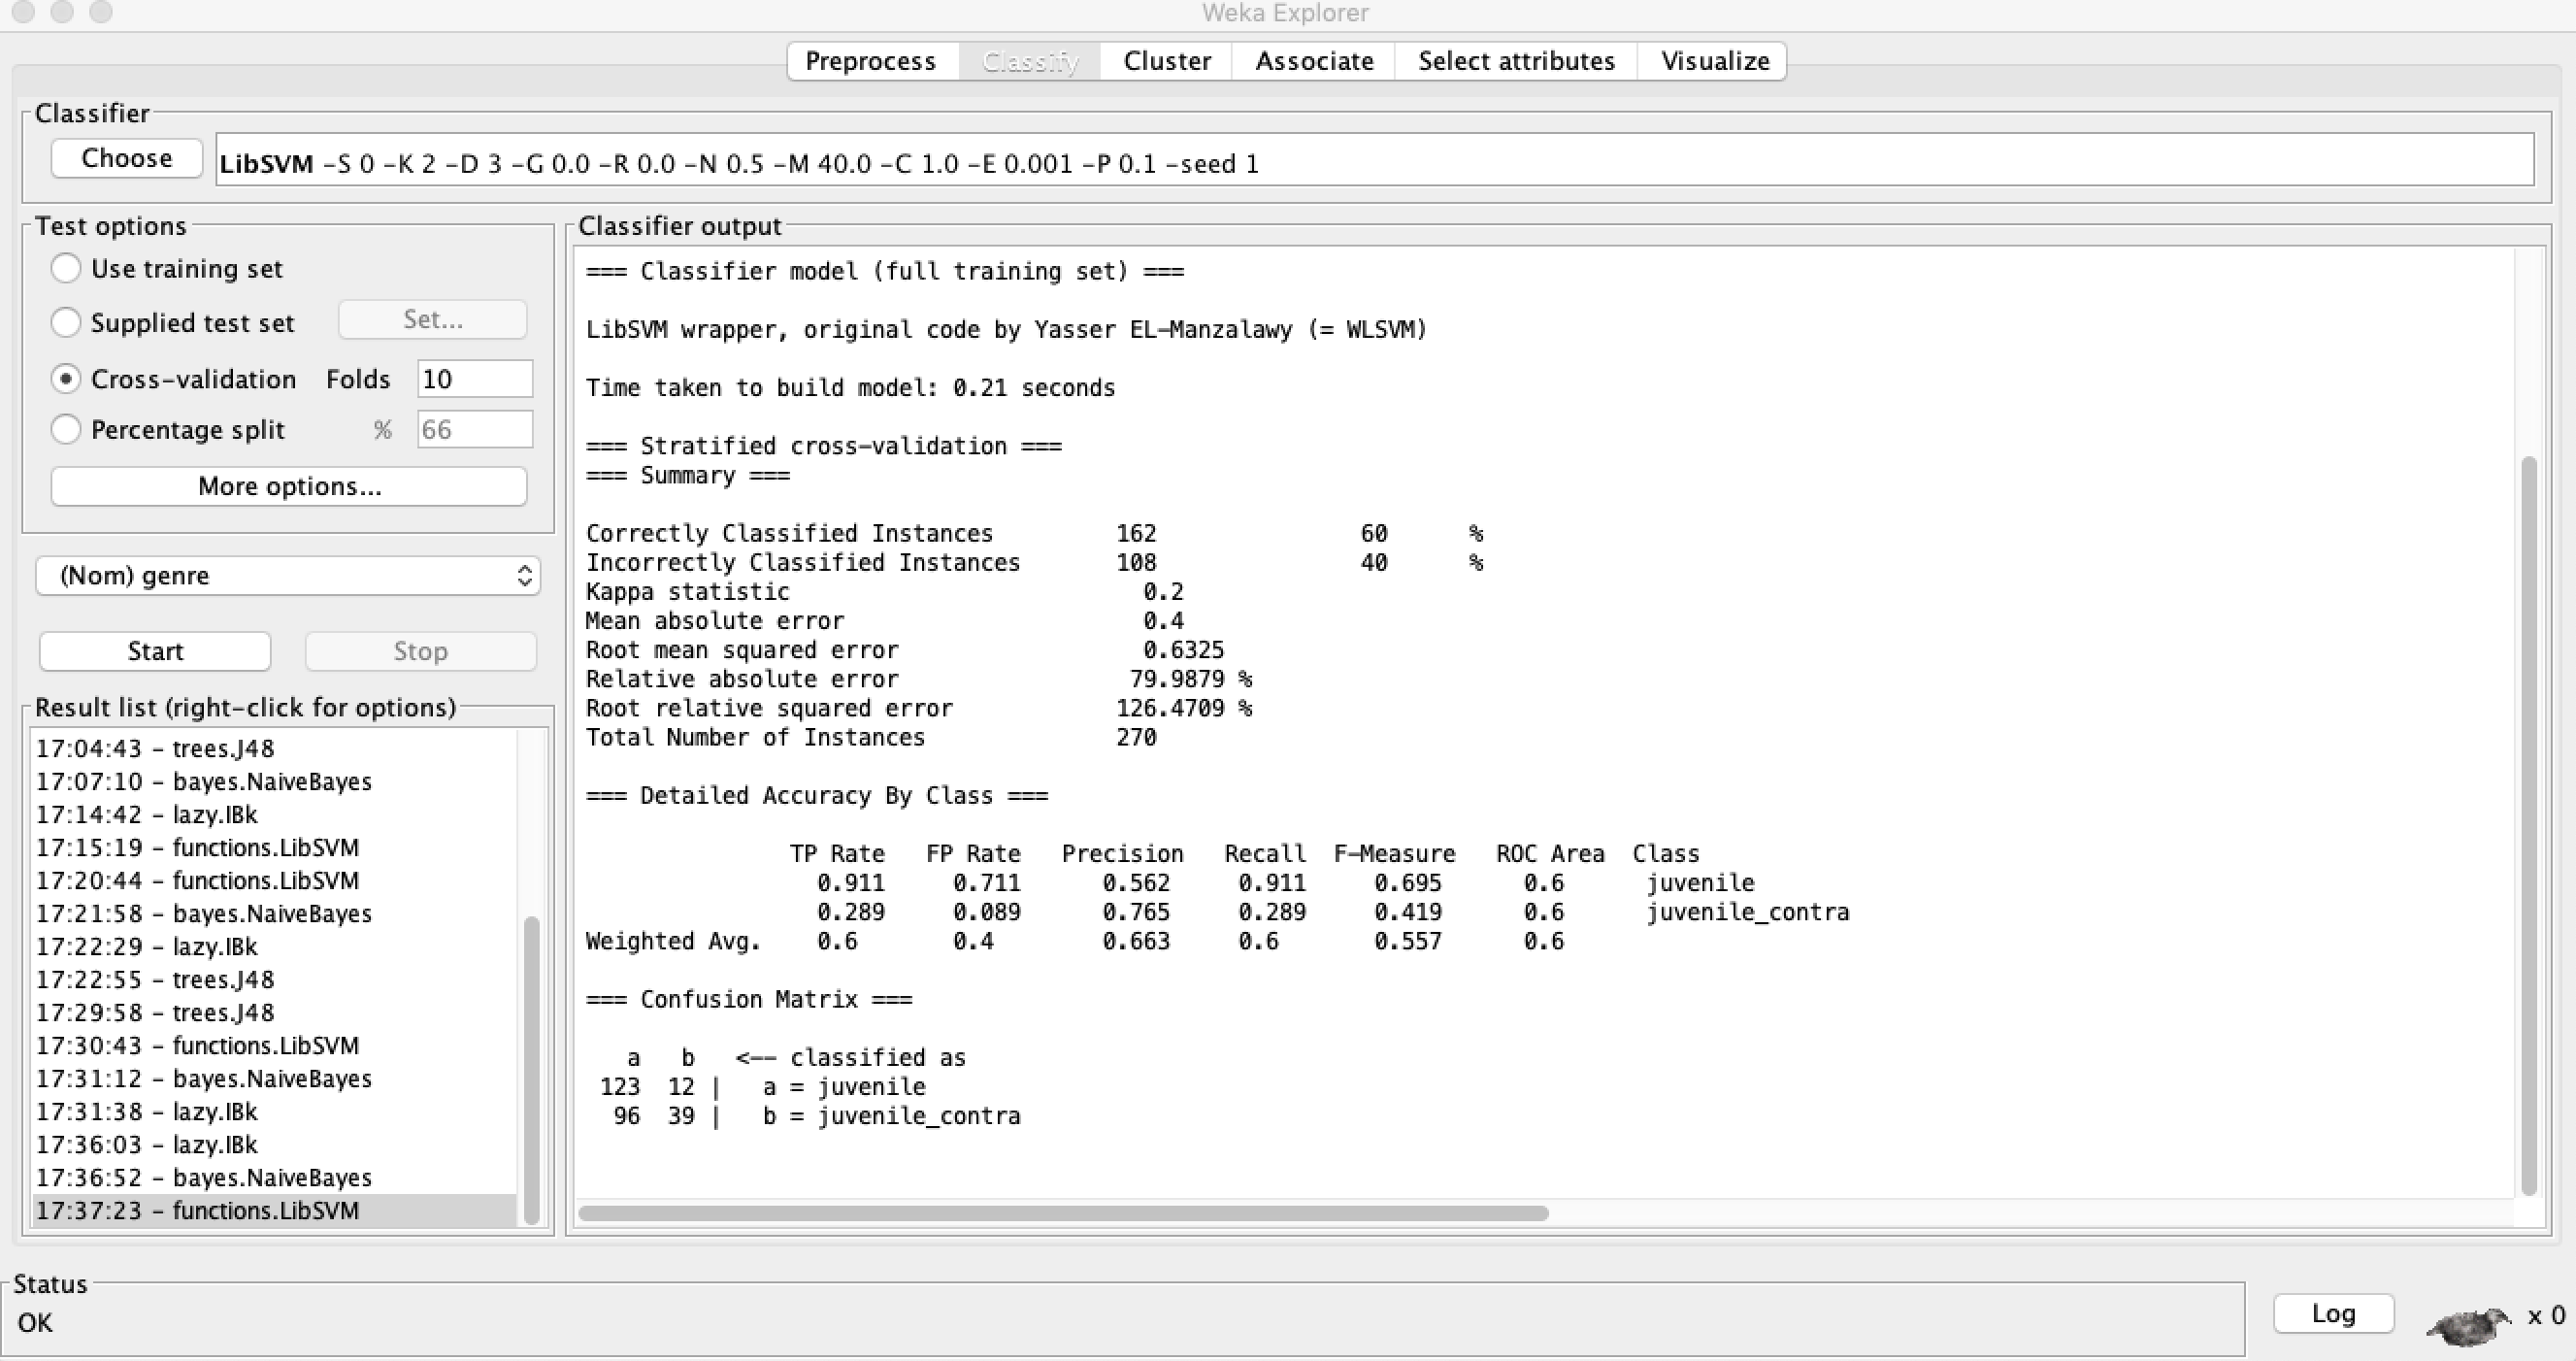 Weka Explorer
Preprocess Classify Cluster Associate Select attributes Visualize
Classifier
Choose LibSVM -S 0 -K 2 -D 3 -G 0.0 -R 0.0 -N 0.5 -M 40.0 -C 1.0 -E 0.001 -P 0.1 -seed 1
Test options
Use training set
Supplied test set Set...
Cross-validation Folds 10
Percentage split % 66
More options...
(Nom) genre
Start Stop
Result list (right-click for options)
17:04:43 - trees.J48
17:07:10 - bayes.NaiveBayes
17:14:42 - lazy.IBk
17:15:19 - functions.LibSVM
17:20:44 - functions.LibSVM
17:21:58 - bayes.NaiveBayes
17:22:29 - lazy.IBk
17:22:55 - trees.J48
17:29:58 - trees.J48
17:30:43 - functions.LibSVM
17:31:12 - bayes.NaiveBayes
17:31:38 - lazy.IBk
17:36:03 - lazy.IBk
17:36:52 - bayes.NaiveBayes
17:37:23 - functions.LibSVM
Classifier output
=== Classifier model (full training set) ===
LibSVM wrapper, original code by Yasser EL-Manzalawy (= WLSVM)
Time taken to build model: 0.21 seconds
=== Stratified cross-validation ===
=== Summary ===
Correctly Classified Instances 162 60 %
Incorrectly Classified Instances 108 40 %
Kappa statistic 0.2
Mean absolute error 0.4
Root mean squared error 0.6325
Relative absolute error 79.9879 %
Root relative squared error 126.4709 %
Total Number of Instances 270
=== Detailed Accuracy By Class ===
TP Rate FP Rate Precision Recall F-Measure ROC Area Class
0.911 0.711 0.562 0.911 0.695 0.6 juvenile
0.289 0.089 0.765 0.289 0.419 0.6 juvenile_contra
Weighted Avg. 0.6 0.4 0.663 0.6 0.557 0.6
=== Confusion Matrix ===
a b <-- classified as
123 12 | a = juvenile
96 39 | b = juvenile_contra
Status
OK
Log x 0